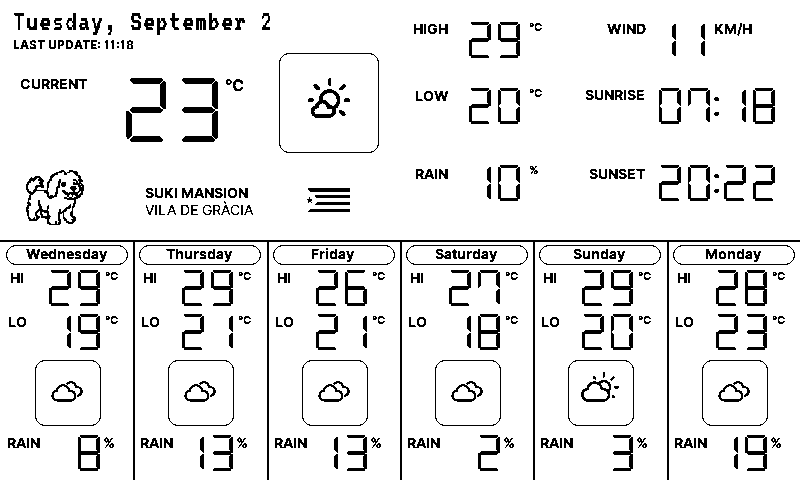 Tuesday, September 2
LAST UPDATE: 11:18
CURRENT 23 °C
SUKI MANSION
VILA DE GRÀCIA
HIGH 29 °C
LOW 20 °C
RAIN 10 %
WIND 11 KM/H
SUNRISE 07:18
SUNSET 20:22
Wednesday
HI 29 °C
LO 19 °C
RAIN 8 %
Thursday
HI 29 °C
LO 21 °C
RAIN 13 %
Friday
HI 26 °C
LO 21 °C
RAIN 13 %
Saturday
HI 27 °C
LO 18 °C
RAIN 2 %
Sunday
HI 29 °C
LO 20 °C
RAIN 3 %
Monday
HI 28 °C
LO 23 °C
RAIN 19 %